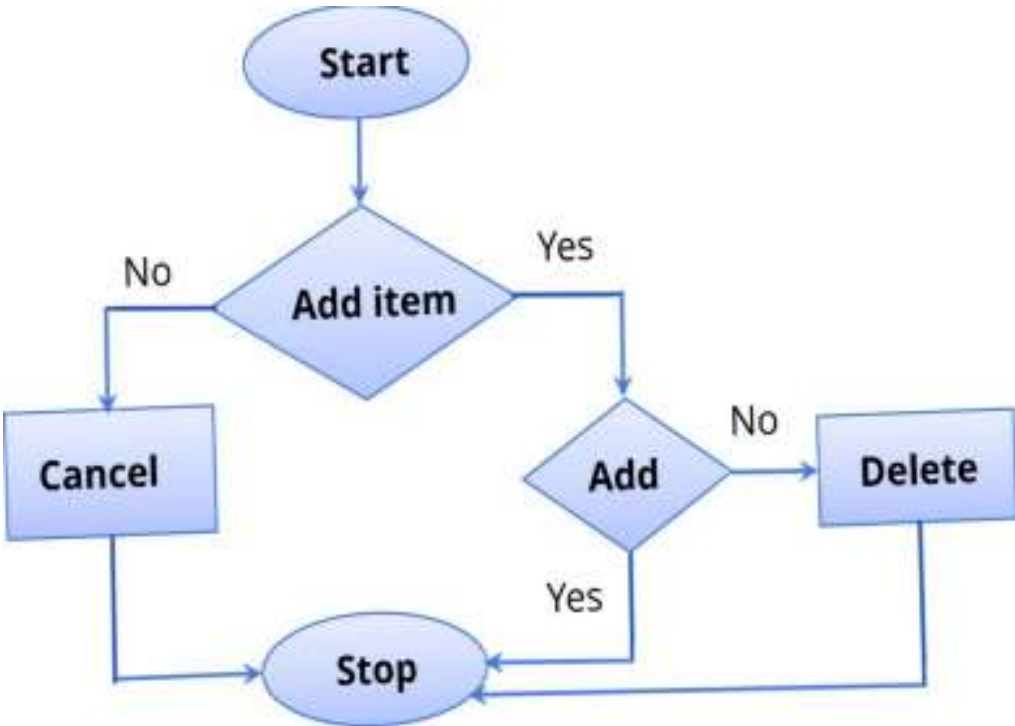 Start
No
Yes
Add item
Cancel
Add
No
Delete
Yes
Stop